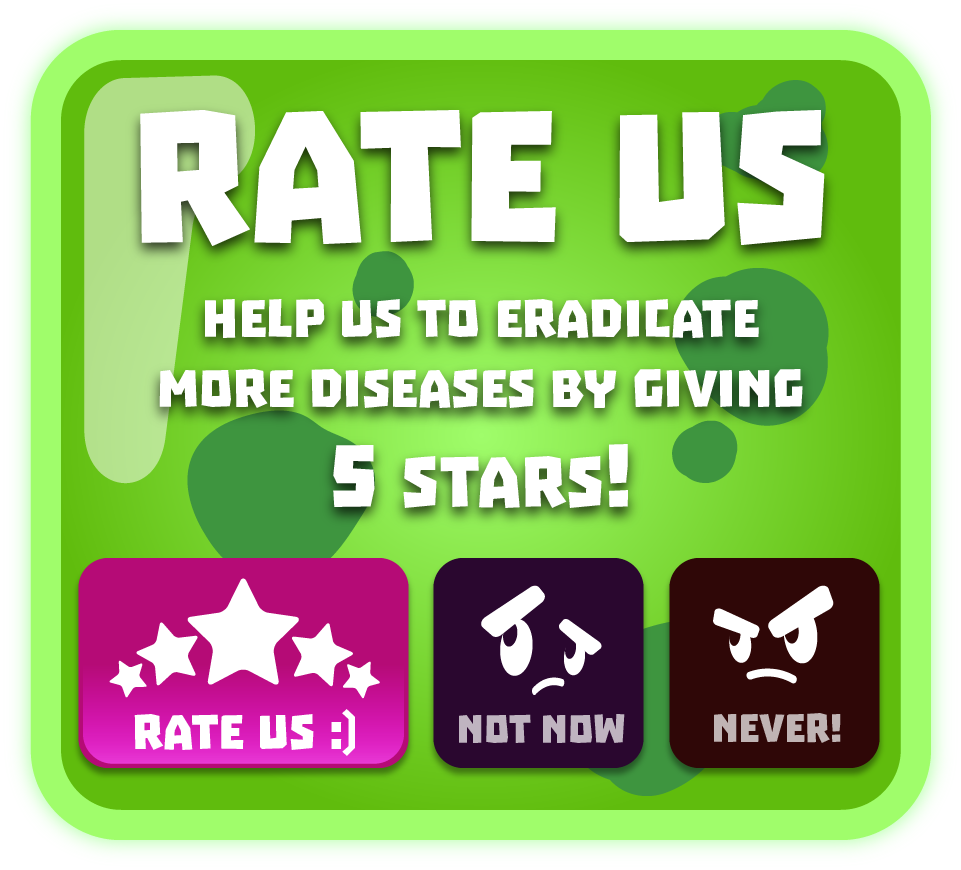 RATE US
HELP US TO ERADICATE
MORE DISEASES BY GIVING
5 STARS!
RATE US :)
NOT NOW
NEVER!